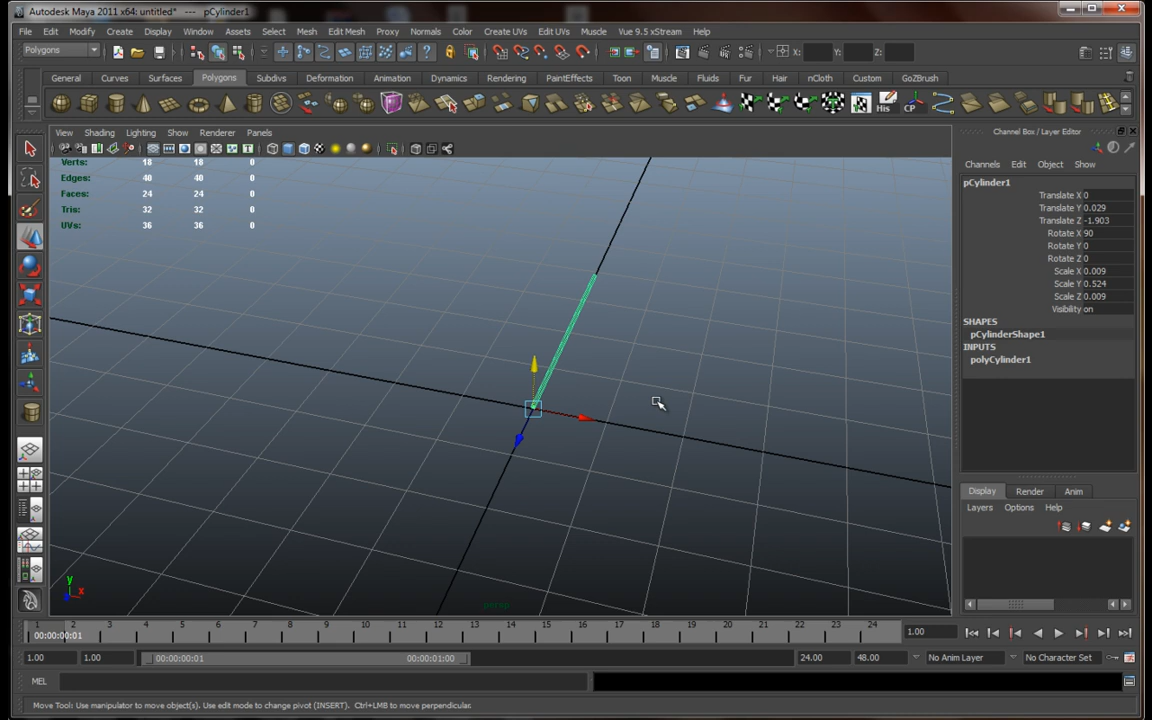 Autodesk Maya 2011 x64: untitled* --- pCylinder1
File Edit Modify Create Display Window Assets Select Mesh Edit Mesh Proxy Normals Color Create UVs Edit UVs Muscle Vue 9.5 xStream Help
Polygons X: Y: Z:
General Curves Surfaces Polygons Subdivs Deformation Animation Dynamics Rendering PaintEffects Toon Muscle Fluids Fur Hair nCloth Custom GoZBrush
His CP
View Shading Lighting Show Renderer Panels
Channel Box / Layer Editor
Channels Edit Object Show
Verts: 18 18 0
Edges: 40 40 0
Faces: 24 24 0
Tris: 32 32 0
UVs: 36 36 0
pCylinder1
Translate X 0
Translate Y 0.029
Translate Z -1.903
Rotate X 90
Rotate Y 0
Rotate Z 0
Scale X 0.009
Scale Y 0.524
Scale Z 0.009
Visibility on
SHAPES
pCylinderShape1
INPUTS
polyCylinder1
Display Render Anim
Layers Options Help
y
x
persp
1 2 3 4 5 6 7 8 9 10 11 12 13 14 15 16 17 18 19 20 21 22 23 24
00:00:00:01 1.00
1.00 1.00 00:00:00:01 00:00:01:00 24.00 48.00 No Anim Layer No Character Set
MEL
Move Tool: Use manipulator to move object(s). Use edit mode to change pivot (INSERT). Ctrl+LMB to move perpendicular.